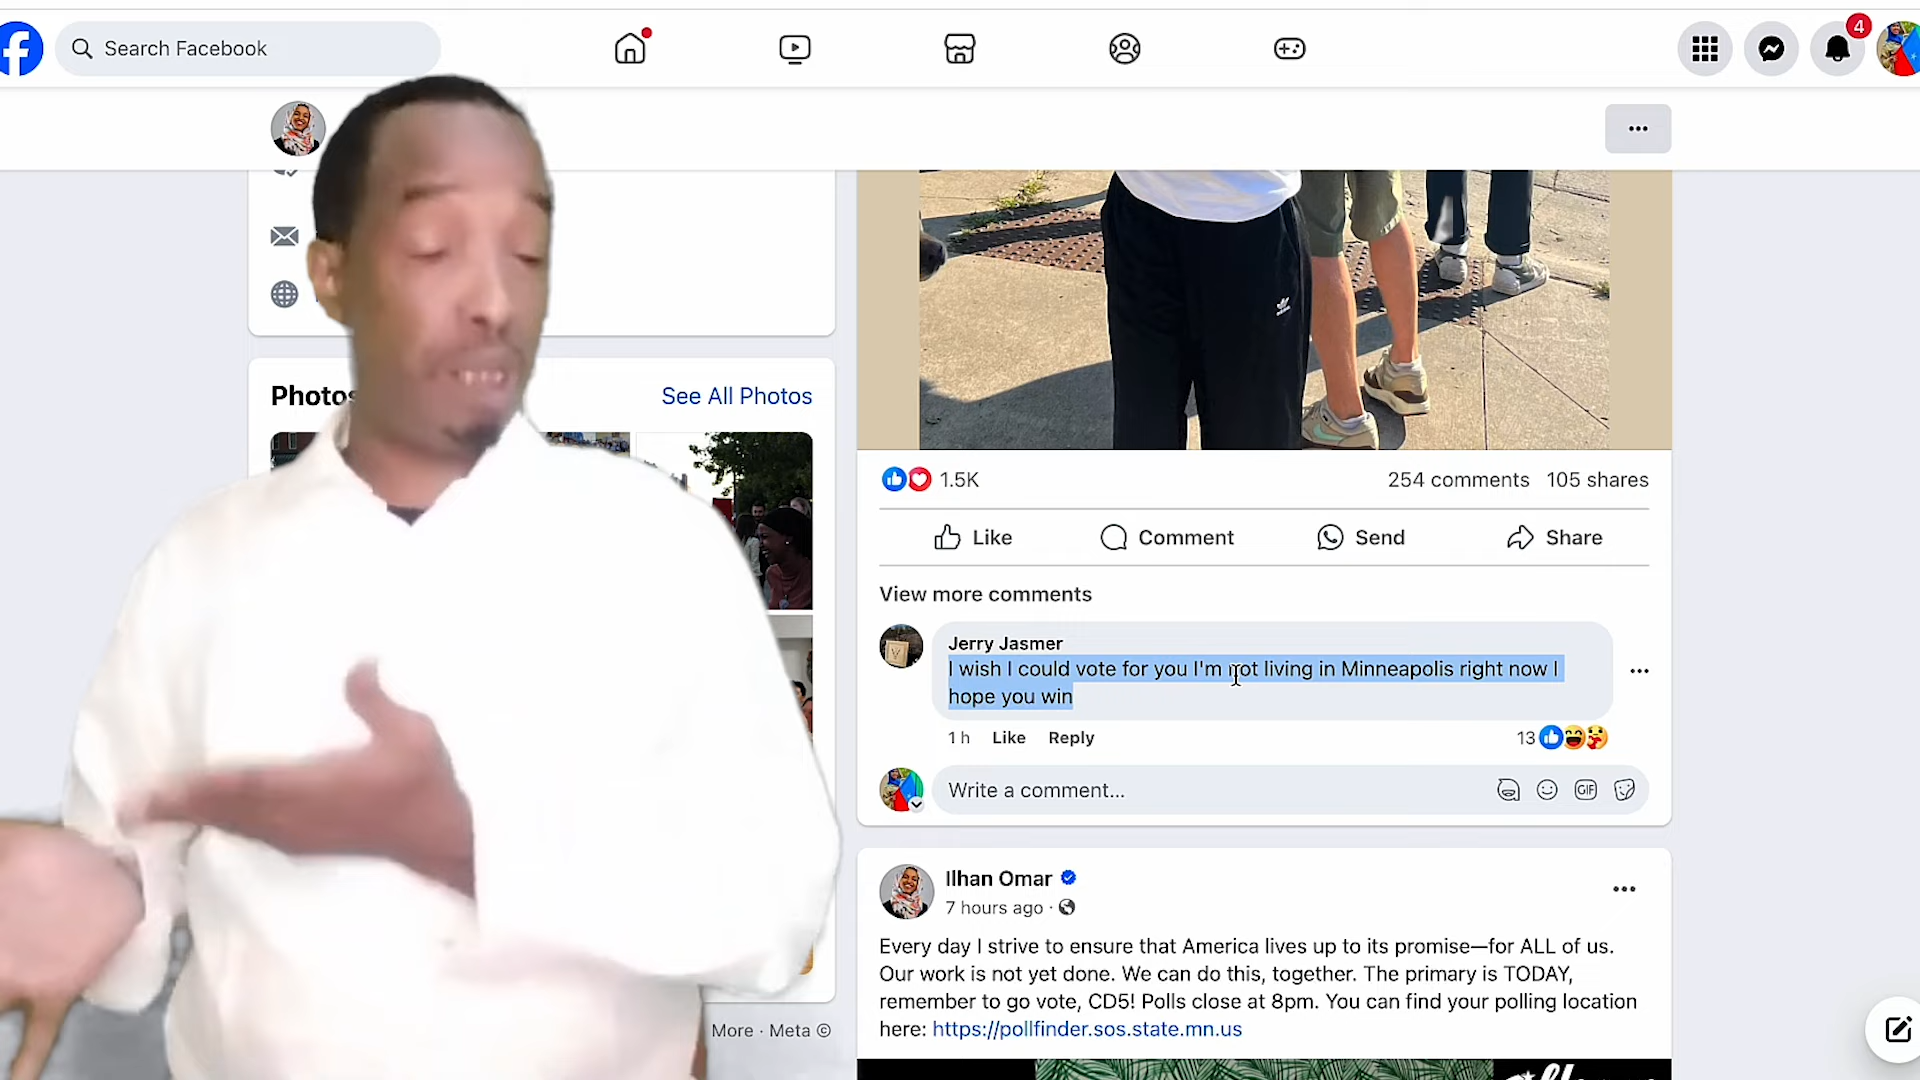 Search Facebook
4
Photos
See All Photos
1.5K
254 comments 105 shares
Like
Comment
Send
Share
View more comments
Jerry Jasmer
I wish I could vote for you I'm not living in Minneapolis right now I
hope you win
1 h Like Reply
13
Write a comment...
GIF
Ilhan Omar
7 hours ago ·
Every day I strive to ensure that America lives up to its promise—for ALL of us.
Our work is not yet done. We can do this, together. The primary is TODAY,
remember to go vote, CD5! Polls close at 8pm. You can find your polling location
here: https://pollfinder.sos.state.mn.us
More · Meta ©